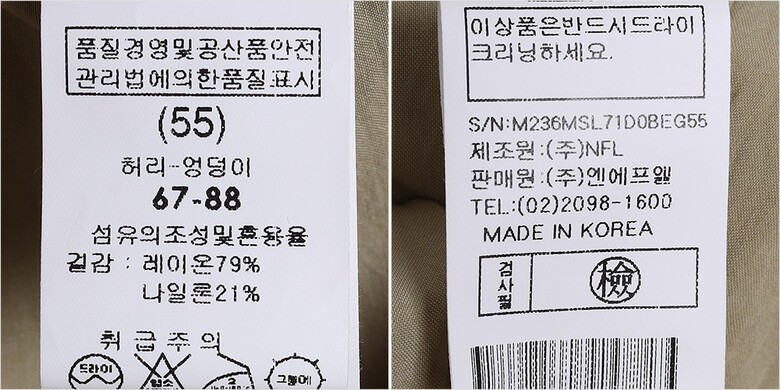 품질경영및공산품안전
관리법에의한품질표시
(55)
허리-엉덩이
67-88
섬유의조성및혼용율
겉감 : 레이온79%
나일론21%
취급주의
드라이
염소
그늘에
이상품은반드시드라이
크리닝하세요.
S/N:M236MSL71D0BEG55
제조원:(주)NFL
판매원:(주)엔에프엘
TEL:(02)2098-1600
MADE IN KOREA
검사필
檢